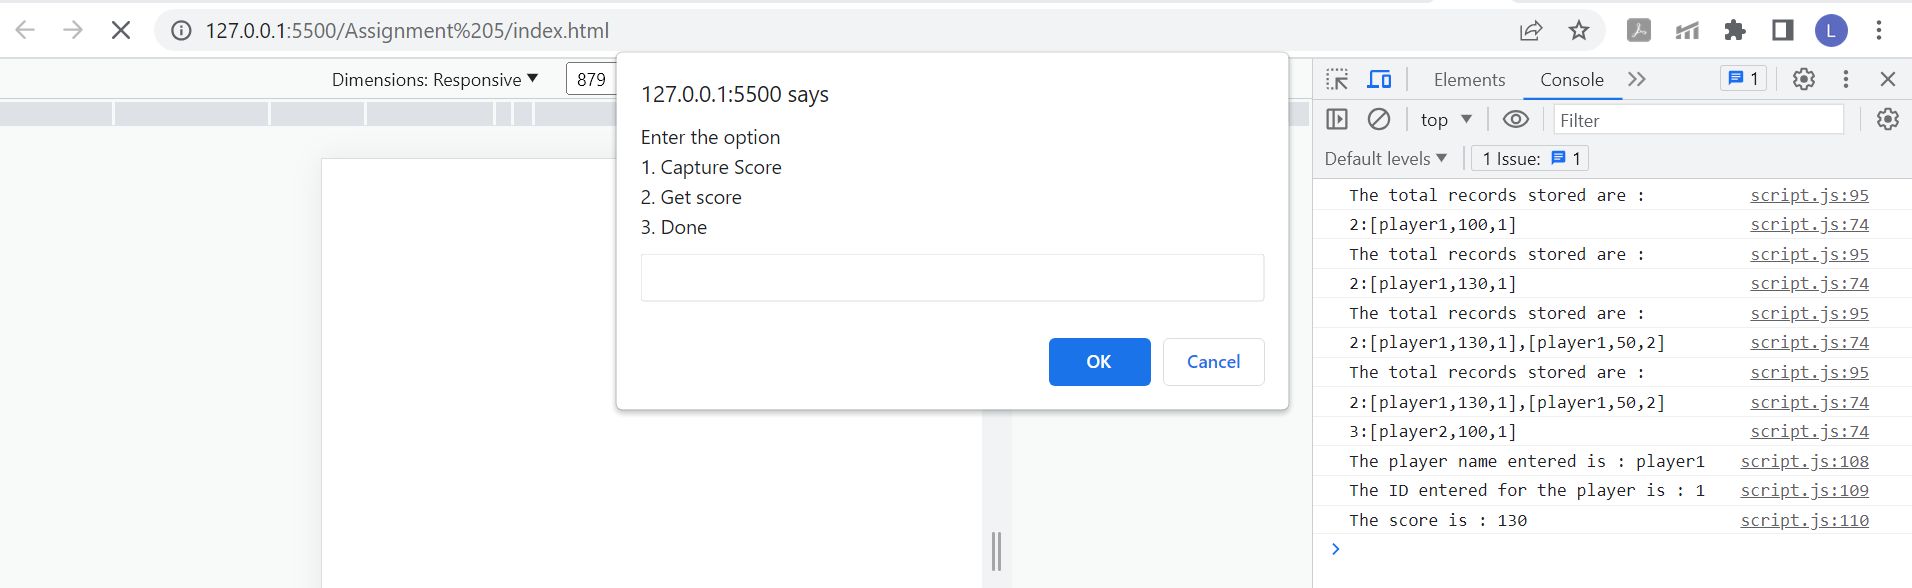 127.0.0.1:5500/Assignment%205/index.html
L
Dimensions: Responsive
879
127.0.0.1:5500 says
Enter the option
1. Capture Score
2. Get score
3. Done
OK
Cancel
Elements
Console
1
top
Filter
Default levels
1 Issue:
1
The total records stored are : script.js:95
2:[player1,100,1] script.js:74
The total records stored are : script.js:95
2:[player1,130,1] script.js:74
The total records stored are : script.js:95
2:[player1,130,1],[player1,50,2] script.js:74
The total records stored are : script.js:95
2:[player1,130,1],[player1,50,2] script.js:74
3:[player2,100,1] script.js:74
The player name entered is : player1 script.js:108
The ID entered for the player is : 1 script.js:109
The score is : 130 script.js:110